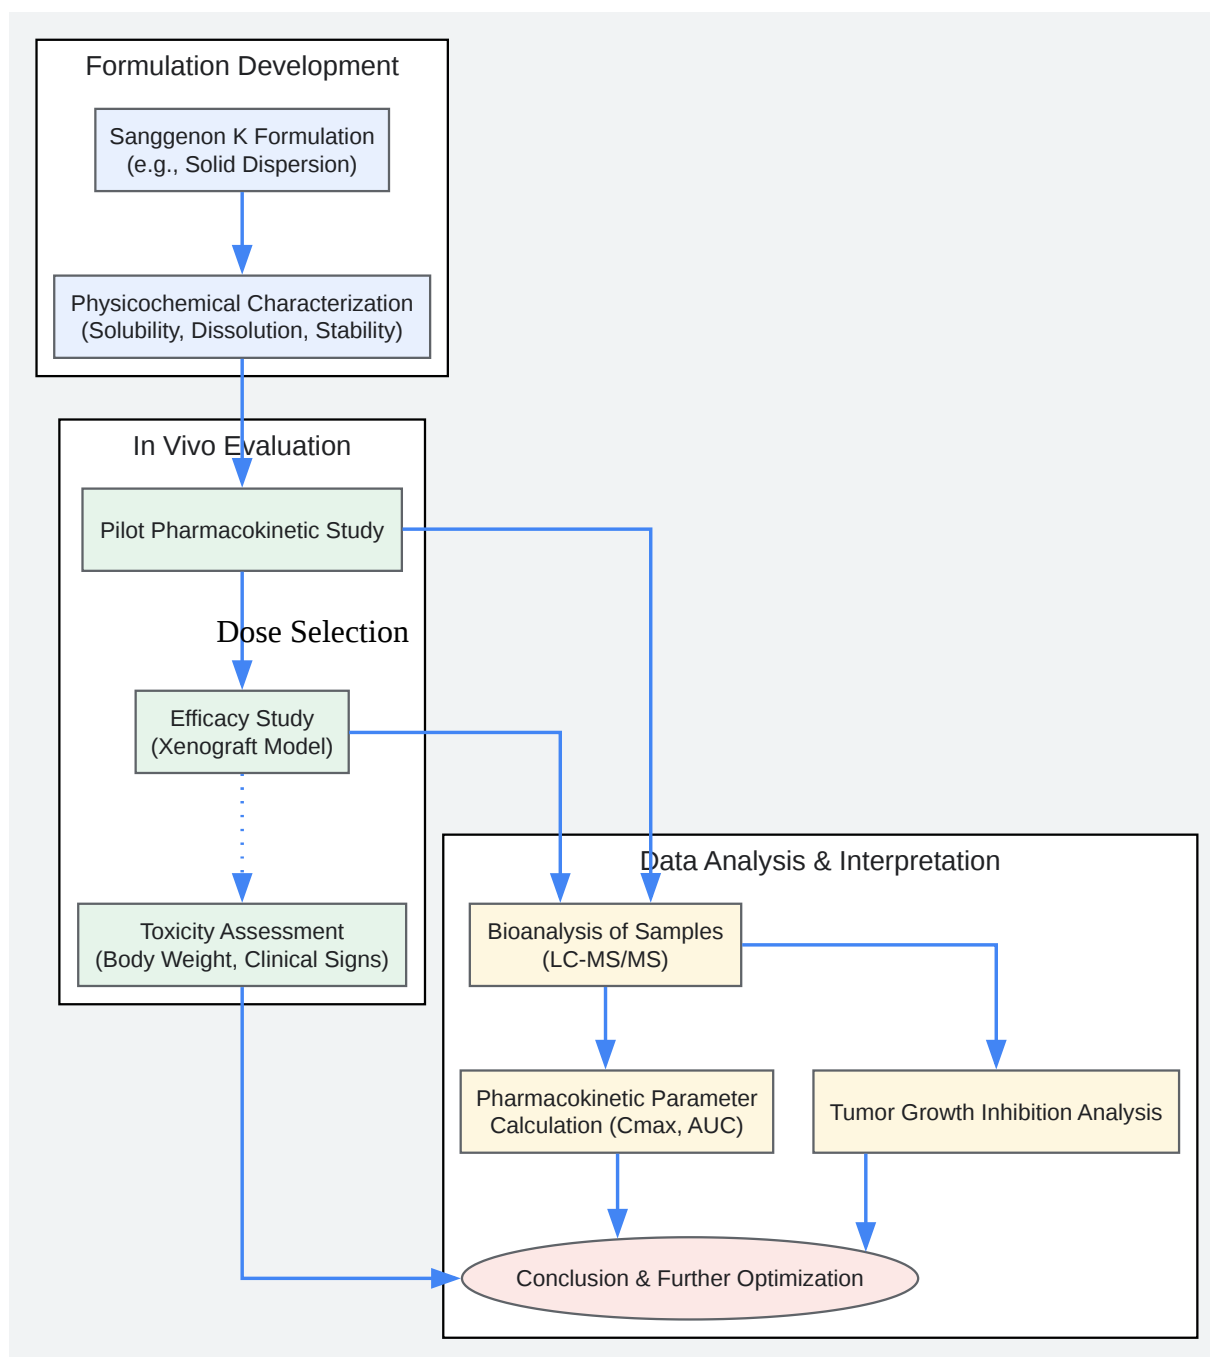 Formulation Development
Sanggenon K Formulation
(e.g., Solid Dispersion)
Physicochemical Characterization
(Solubility, Dissolution, Stability)
In Vivo Evaluation
Pilot Pharmacokinetic Study
Dose Selection
Efficacy Study
(Xenograft Model)
Toxicity Assessment
(Body Weight, Clinical Signs)
Data Analysis & Interpretation
Bioanalysis of Samples
(LC-MS/MS)
Pharmacokinetic Parameter
Calculation (Cmax, AUC)
Tumor Growth Inhibition Analysis
Conclusion & Further Optimization